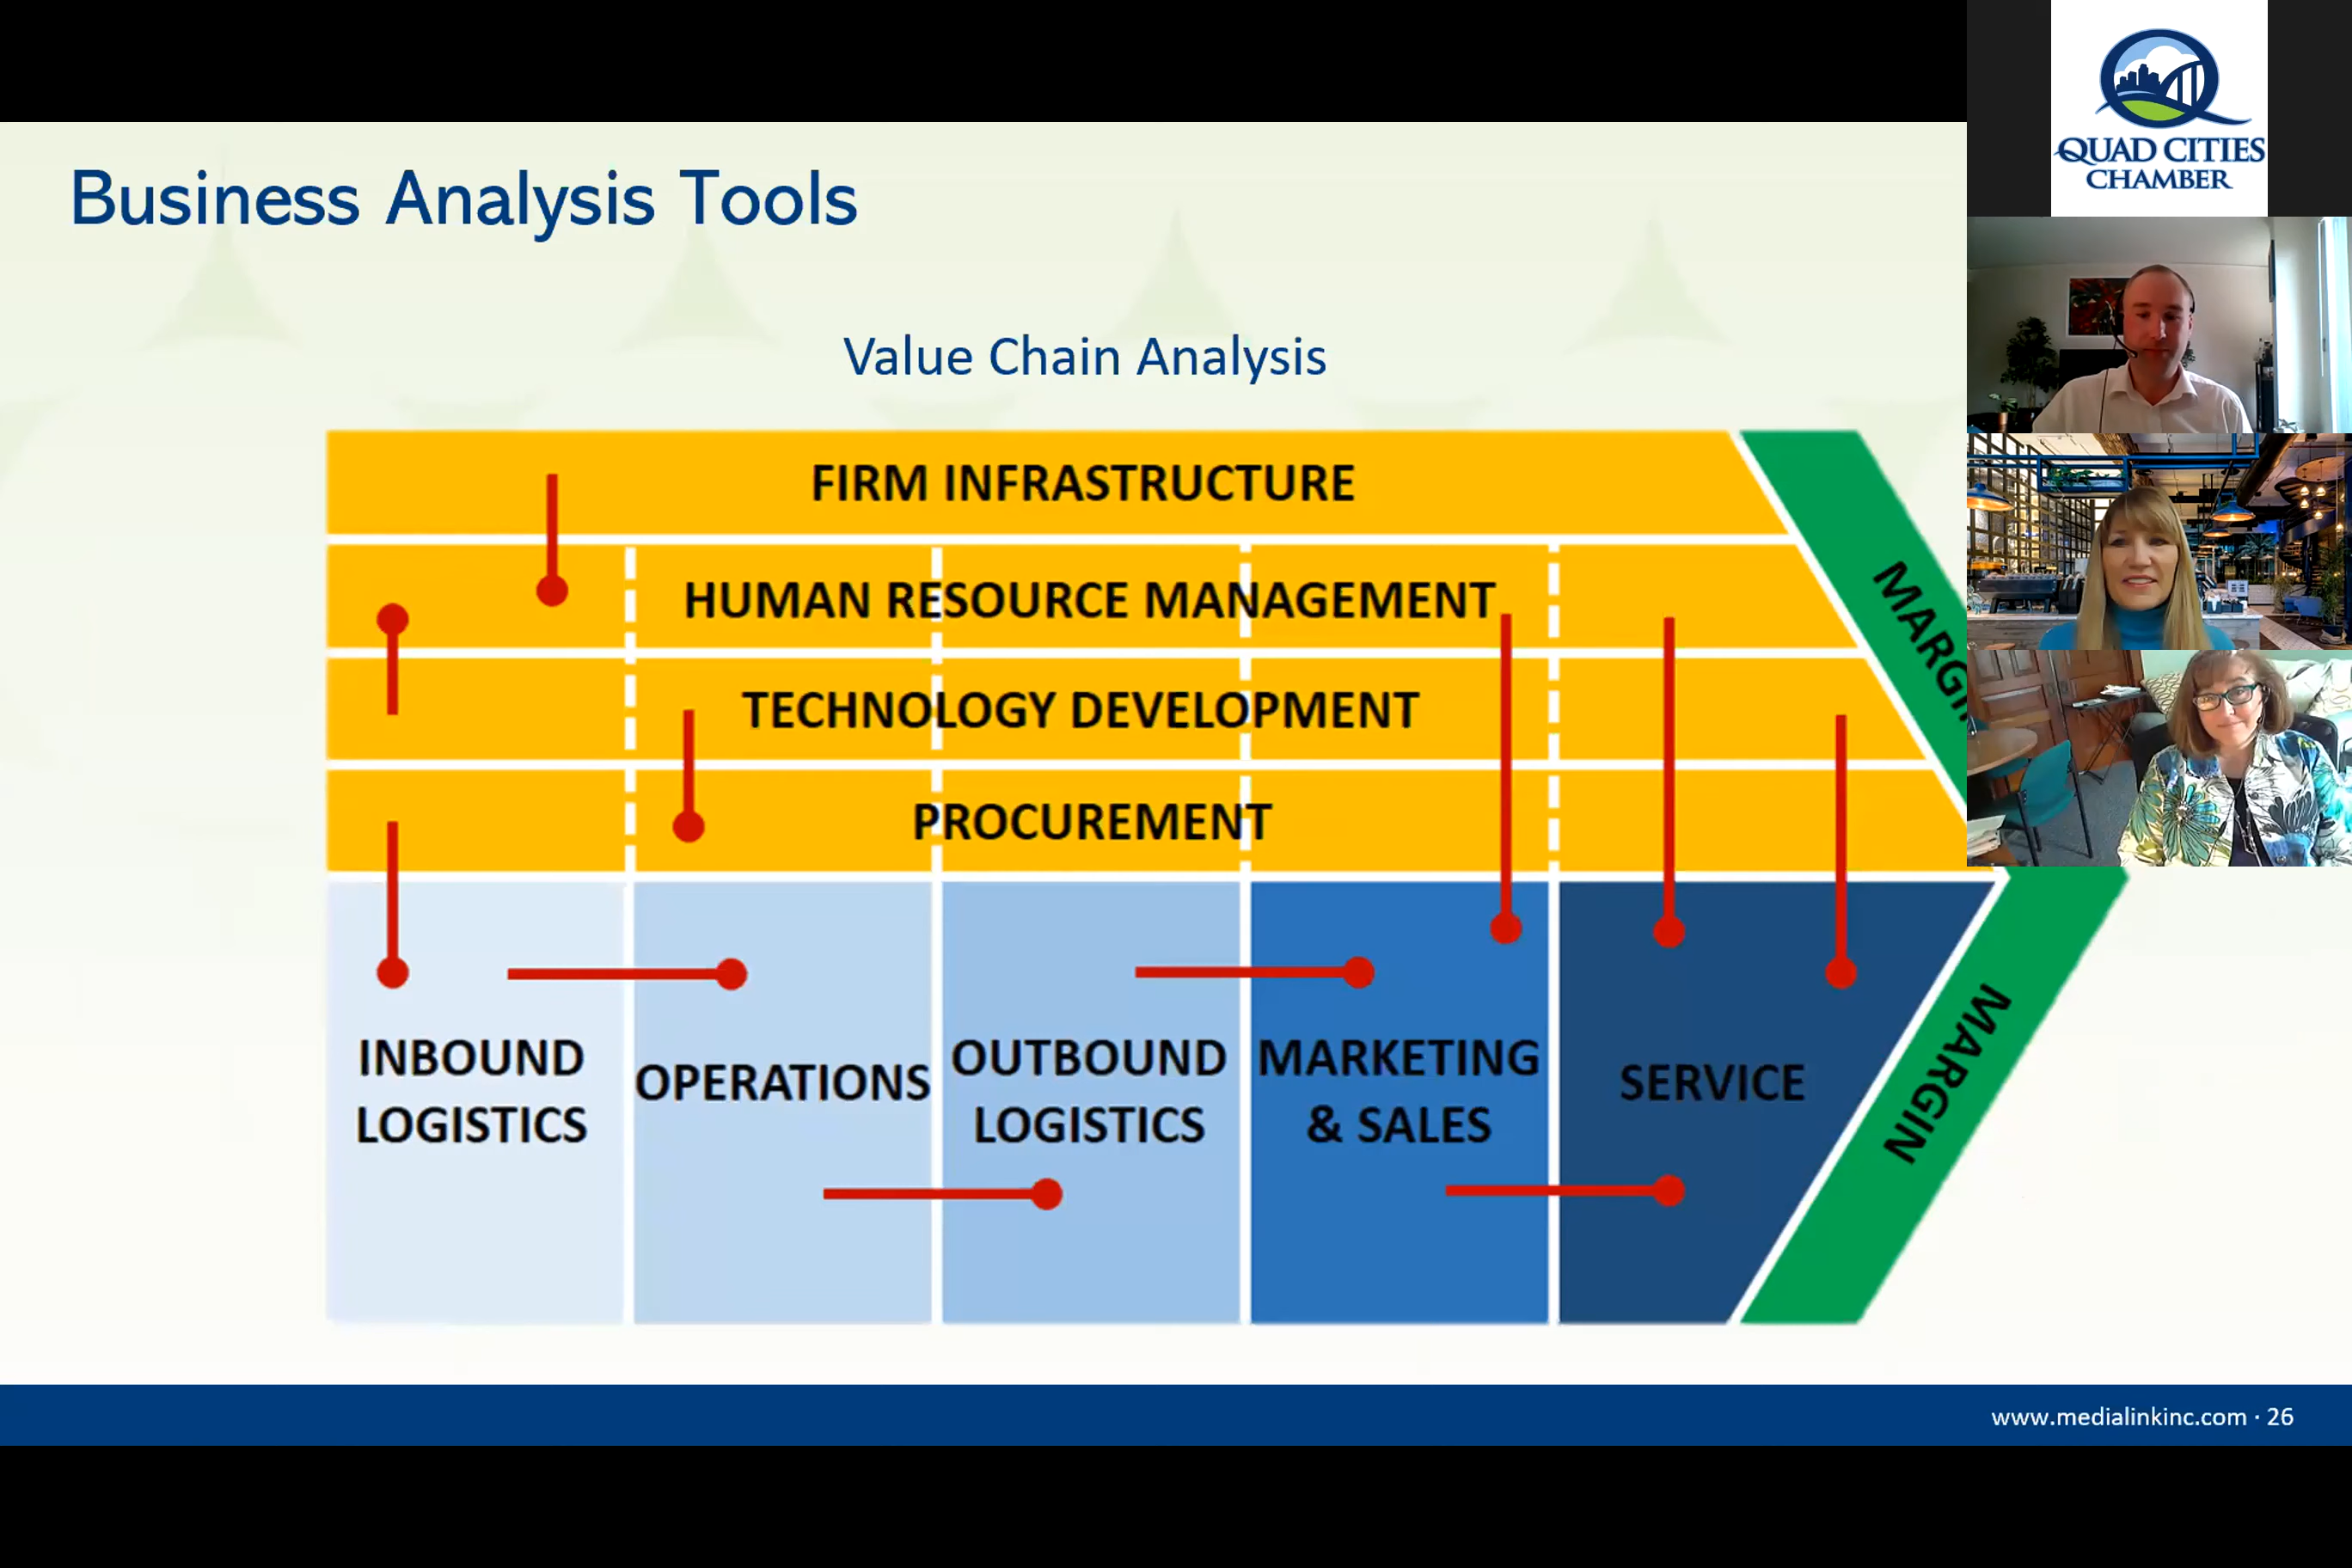 QUAD CITIES
CHAMBER
Business Analysis Tools
Value Chain Analysis
FIRM INFRASTRUCTURE
HUMAN RESOURCE MANAGEMENT
TECHNOLOGY DEVELOPMENT
PROCUREMENT
INBOUND
LOGISTICS
OPERATIONS
OUTBOUND
LOGISTICS
MARKETING
& SALES
SERVICE
MARGIN
www.medialinkinc.com · 26